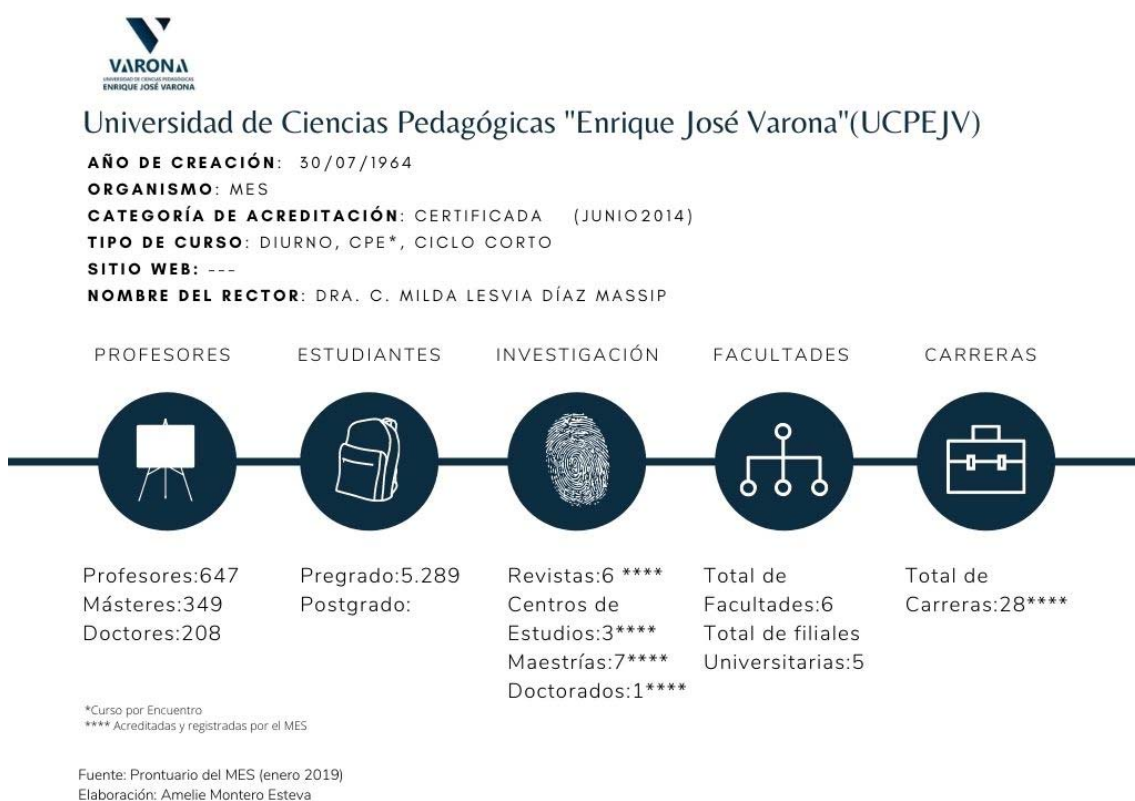 VARONA
UNIVERSIDAD DE CIENCIAS PEDAGÓGICAS
ENRIQUE JOSÉ VARONA
Universidad de Ciencias Pedagógicas "Enrique José Varona"(UCPEJV)
AÑO DE CREACIÓN: 30/07/1964
ORGANISMO: MES
CATEGORÍA DE ACREDITACIÓN: CERTIFICADA (JUNIO2014)
TIPO DE CURSO: DIURNO, CPE*, CICLO CORTO
SITIO WEB: ---
NOMBRE DEL RECTOR: DRA. C. MILDA LESVIA DÍAZ MASSIP
PROFESORES
Profesores:647
Másteres:349
Doctores:208
ESTUDIANTES
Pregrado:5.289
Postgrado:
INVESTIGACIÓN
Revistas:6 ****
Centros de
Estudios:3****
Maestrías:7****
Doctorados:1****
FACULTADES
Total de
Facultades:6
Total de filiales
Universitarias:5
CARRERAS
Total de
Carreras:28****
*Curso por Encuentro
**** Acreditadas y registradas por el MES
Fuente: Prontuario del MES (enero 2019)
Elaboración: Amelie Montero Esteva